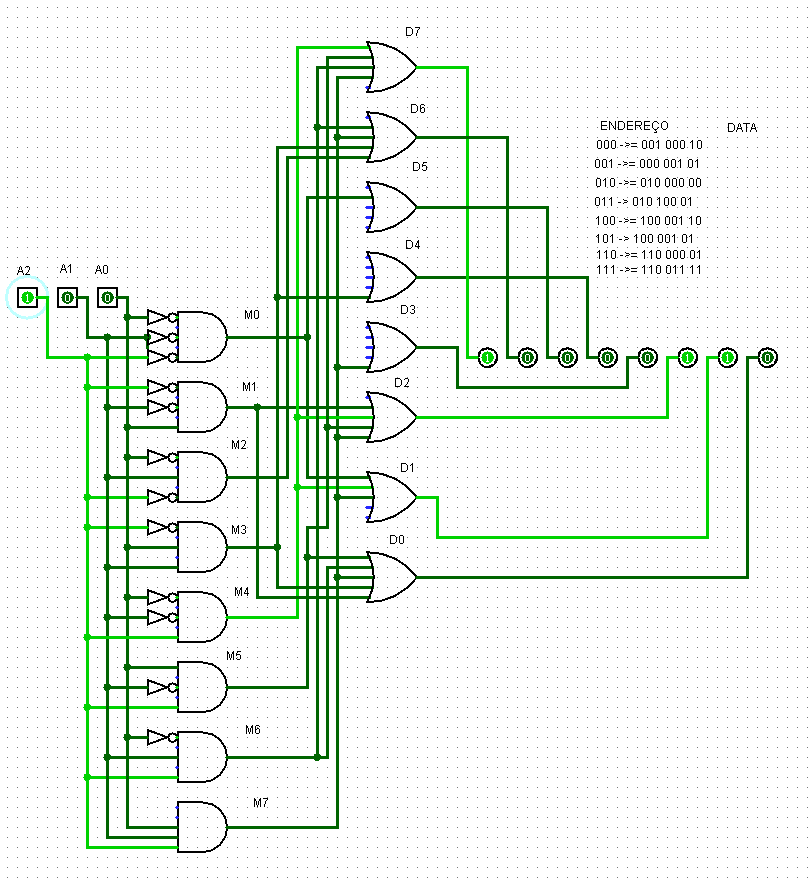 D7
D6
ENDEREÇO DATA
000 ->= 001 000 10
001 ->= 000 001 01
D5
010 ->= 010 000 00
011 -> 010 100 01
100 ->= 100 001 10
101 -> 100 001 01
110 ->= 110 000 01
111 ->= 110 011 11
D4
A2 A1 A0
1 0 0
M0
D3
1 0 0 0 0 1 1 0
M1
D2
M2
D1
M3
D0
M4
M5
M6
M7